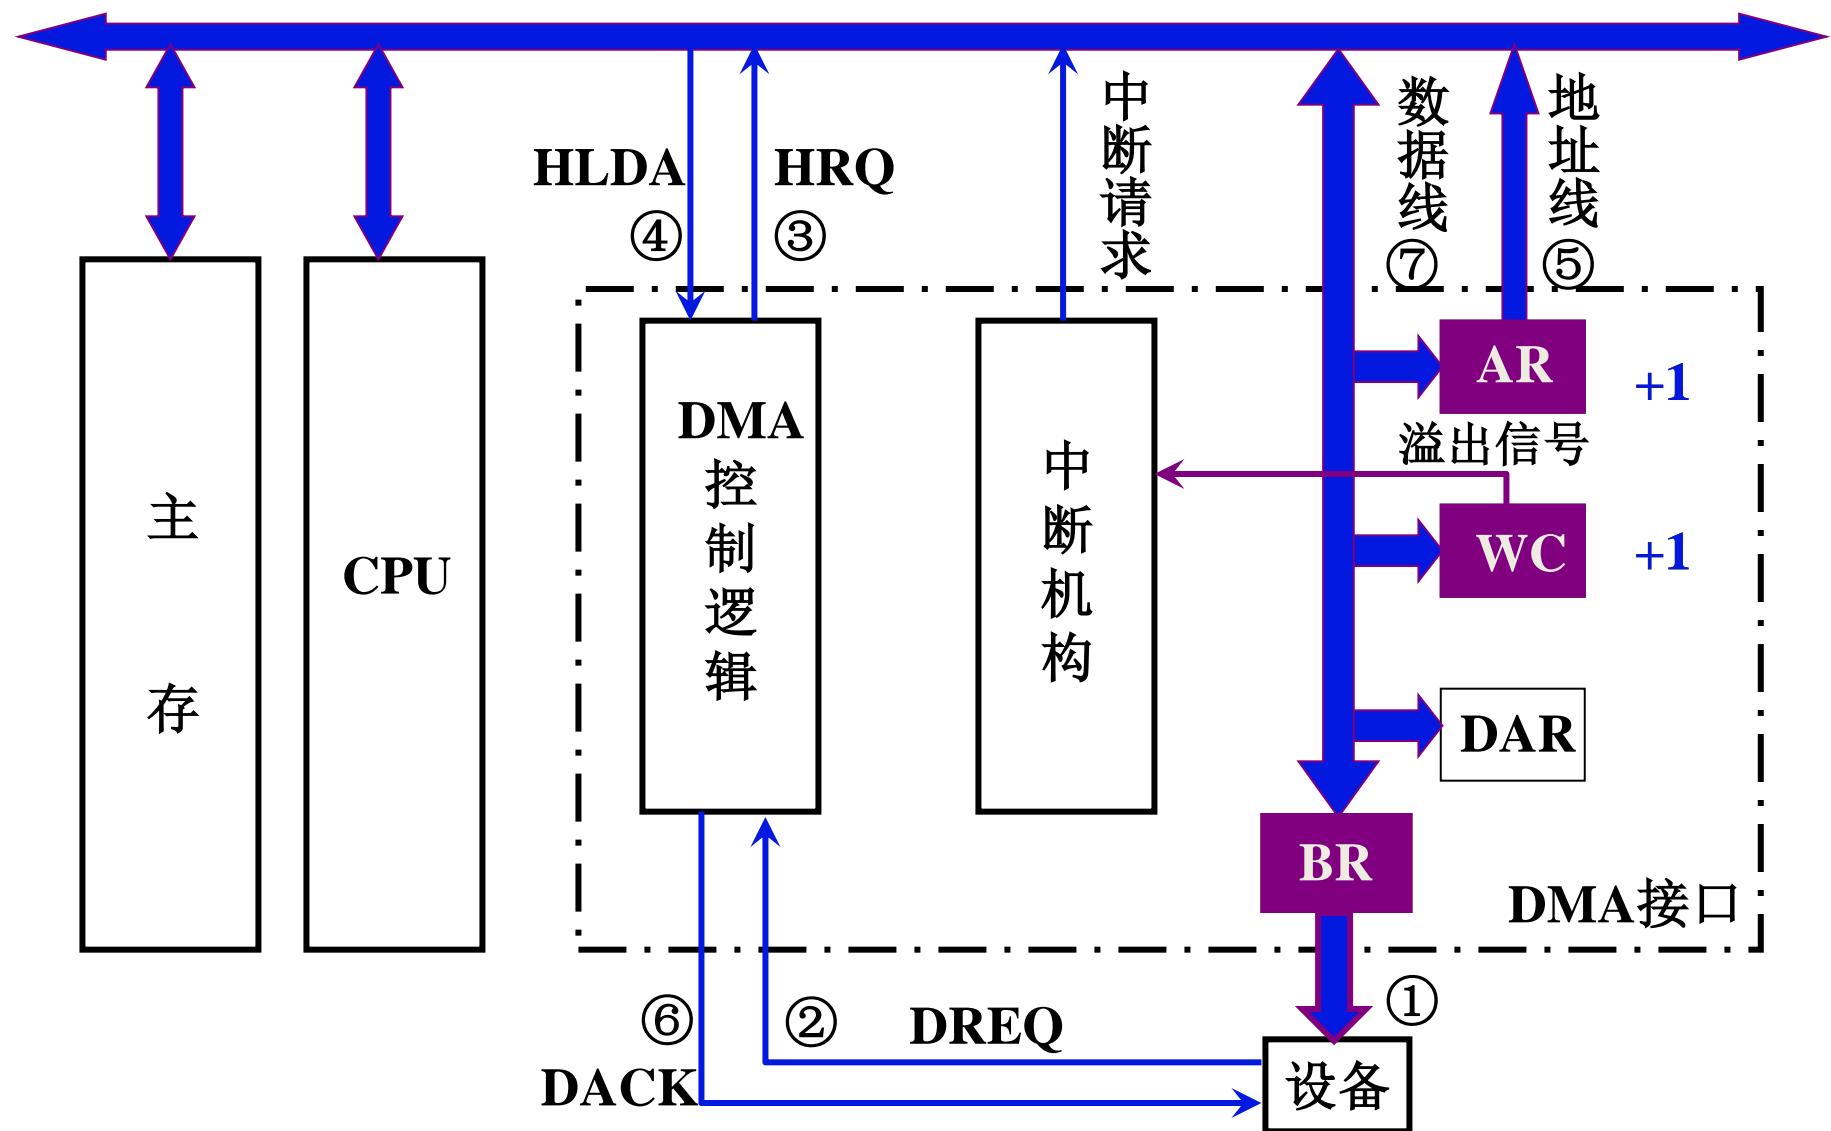 HLDA
④
HRQ
③
中断请求
数据线
⑦
地址线
⑤
主存
CPU
DMA
控制逻辑
中断机构
AR
+1
溢出信号
WC
+1
DAR
BR
DMA接口
⑥
DACK
②
DREQ
①
设备